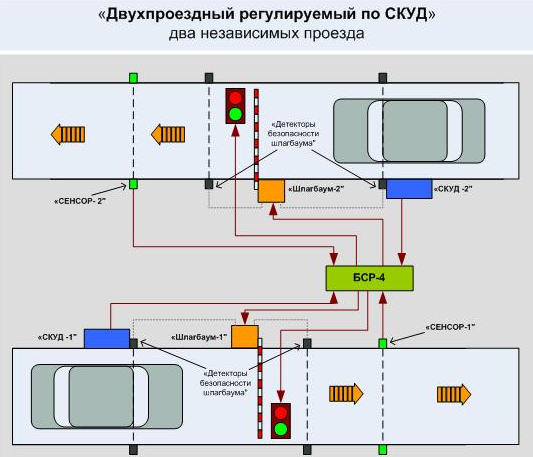 «Двухпроездный регулируемый по СКУД»
два независимых проезда
«Детекторы
безопасности
шлагбаума"
«СЕНСОР- 2"
«Шлагбаум-2"
«СКУД -2"
БСР-4
«СКУД -1"
«Шлагбаум-1"
«СЕНСОР-1"
«Детекторы
безопасности
шлагбаума"